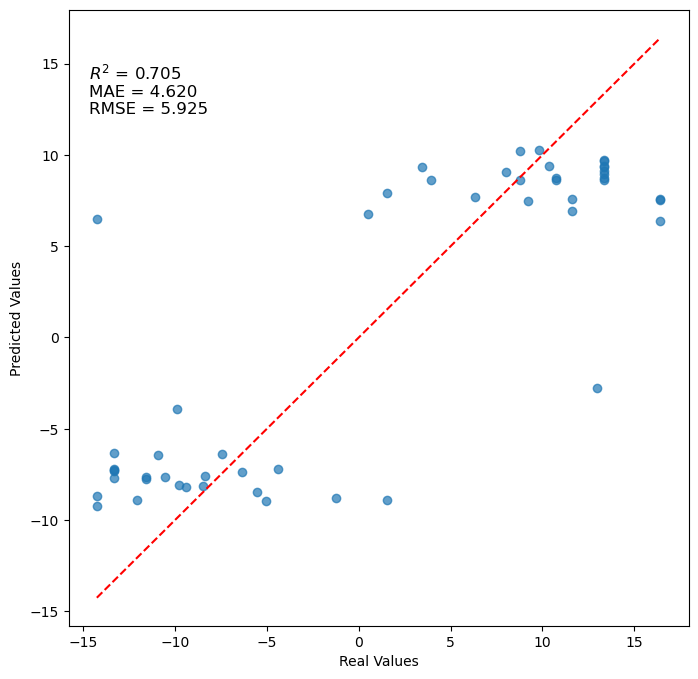 R² = 0.705
MAE = 4.620
RMSE = 5.925
15
10
5
0
−5
−10
−15
Predicted Values
−15 −10 −5 0 5 10 15
Real Values